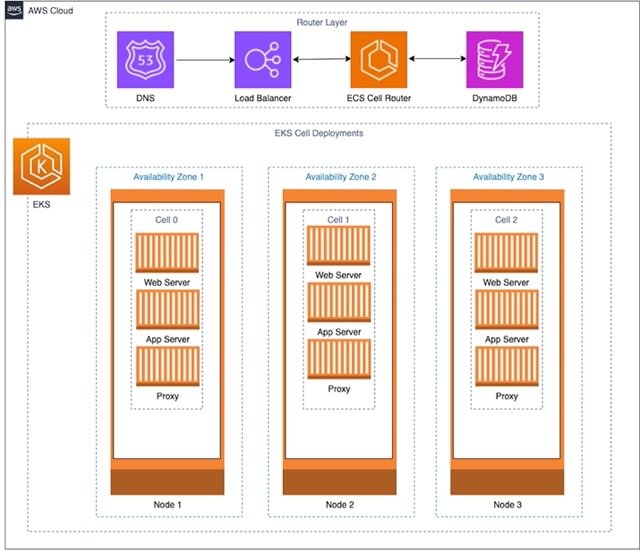 aws
AWS Cloud
Router Layer
53
DNS
Load Balancer
ECS Cell Router
DynamoDB
EKS Cell Deployments
K
EKS
Availability Zone 1
Availability Zone 2
Availability Zone 3
Cell 0
Cell 1
Cell 2
Web Server
Web Server
Web Server
App Server
App Server
App Server
Proxy
Proxy
Proxy
Node 1
Node 2
Node 3